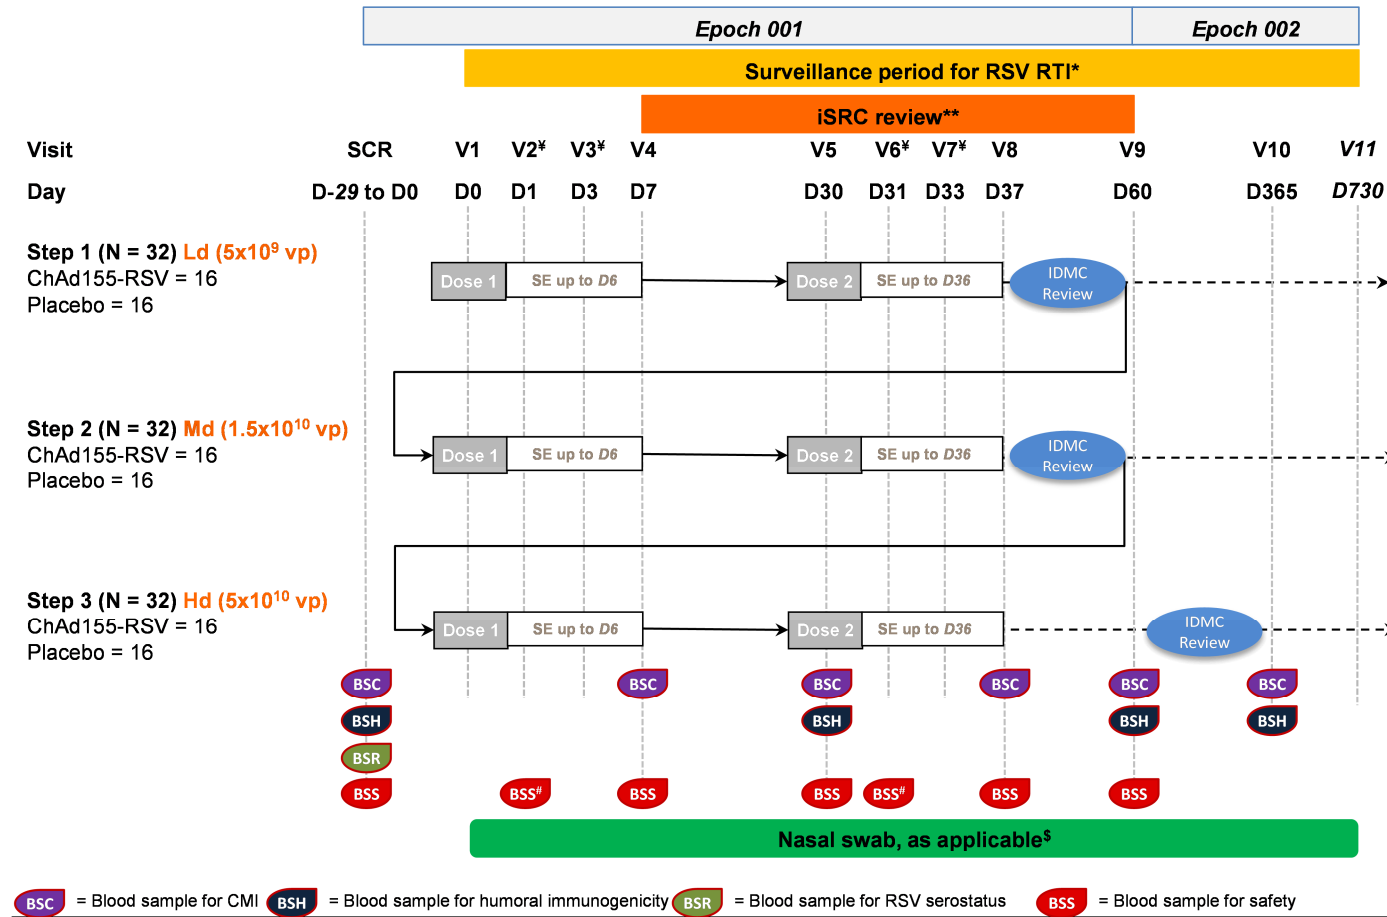 Epoch 001 Epoch 002
Surveillance period for RSV RTI*
iSRC review**
Visit SCR V1 V2¥ V3¥ V4 V5 V6¥ V7¥ V8 V9 V10 V11
Day D-29 to D0 D0 D1 D3 D7 D30 D31 D33 D37 D60 D365 D730
Step 1 (N = 32) Ld (5x10⁹ vp)
ChAd155-RSV = 16
Placebo = 16
Dose 1 SE up to D6 Dose 2 SE up to D36 IDMC
Review
Step 2 (N = 32) Md (1.5x10¹⁰ vp)
ChAd155-RSV = 16
Placebo = 16
Dose 1 SE up to D6 Dose 2 SE up to D36 IDMC
Review
Step 3 (N = 32) Hd (5x10¹⁰ vp)
ChAd155-RSV = 16
Placebo = 16
Dose 1 SE up to D6 Dose 2 SE up to D36 IDMC
Review
BSC BSC BSC BSC BSC BSC
BSH BSH BSH BSH
BSR
BSS BSS# BSS BSS BSS# BSS BSS
Nasal swab, as applicable$
BSC = Blood sample for CMI BSH = Blood sample for humoral immunogenicity BSR = Blood sample for RSV serostatus BSS = Blood sample for safety